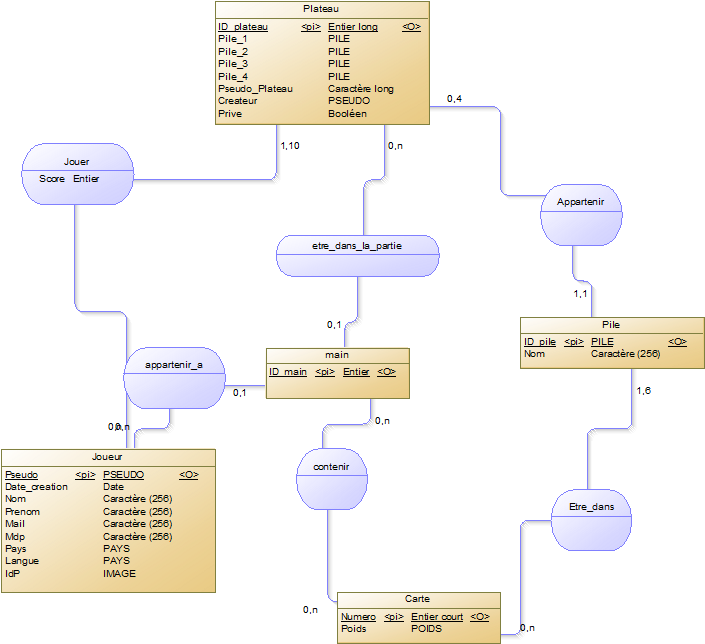 Plateau
ID_plateau <pi> Entier long <O>
Pile_1 PILE
Pile_2 PILE
Pile_3 PILE
Pile_4 PILE
Pseudo_Plateau Caractère long
Createur PSEUDO
Prive Booléen
0,4
1,10
0,n
Jouer
Score Entier
Appartenir
etre_dans_la_partie
1,1
0,1
Pile
ID_pile <pi> PILE <O>
Nom Caractère (256)
main
ID_main <pi> Entier <O>
appartenir_a
0,1
1,6
0,n
0,n
Joueur
Pseudo <pi> PSEUDO <O>
Date_creation Date
Nom Caractère (256)
Prenom Caractère (256)
Mail Caractère (256)
Mdp Caractère (256)
Pays PAYS
Langue PAYS
IdP IMAGE
contenir
Etre_dans
Carte
Numero <pi> Entier court <O>
Poids POIDS
0,n
0,n